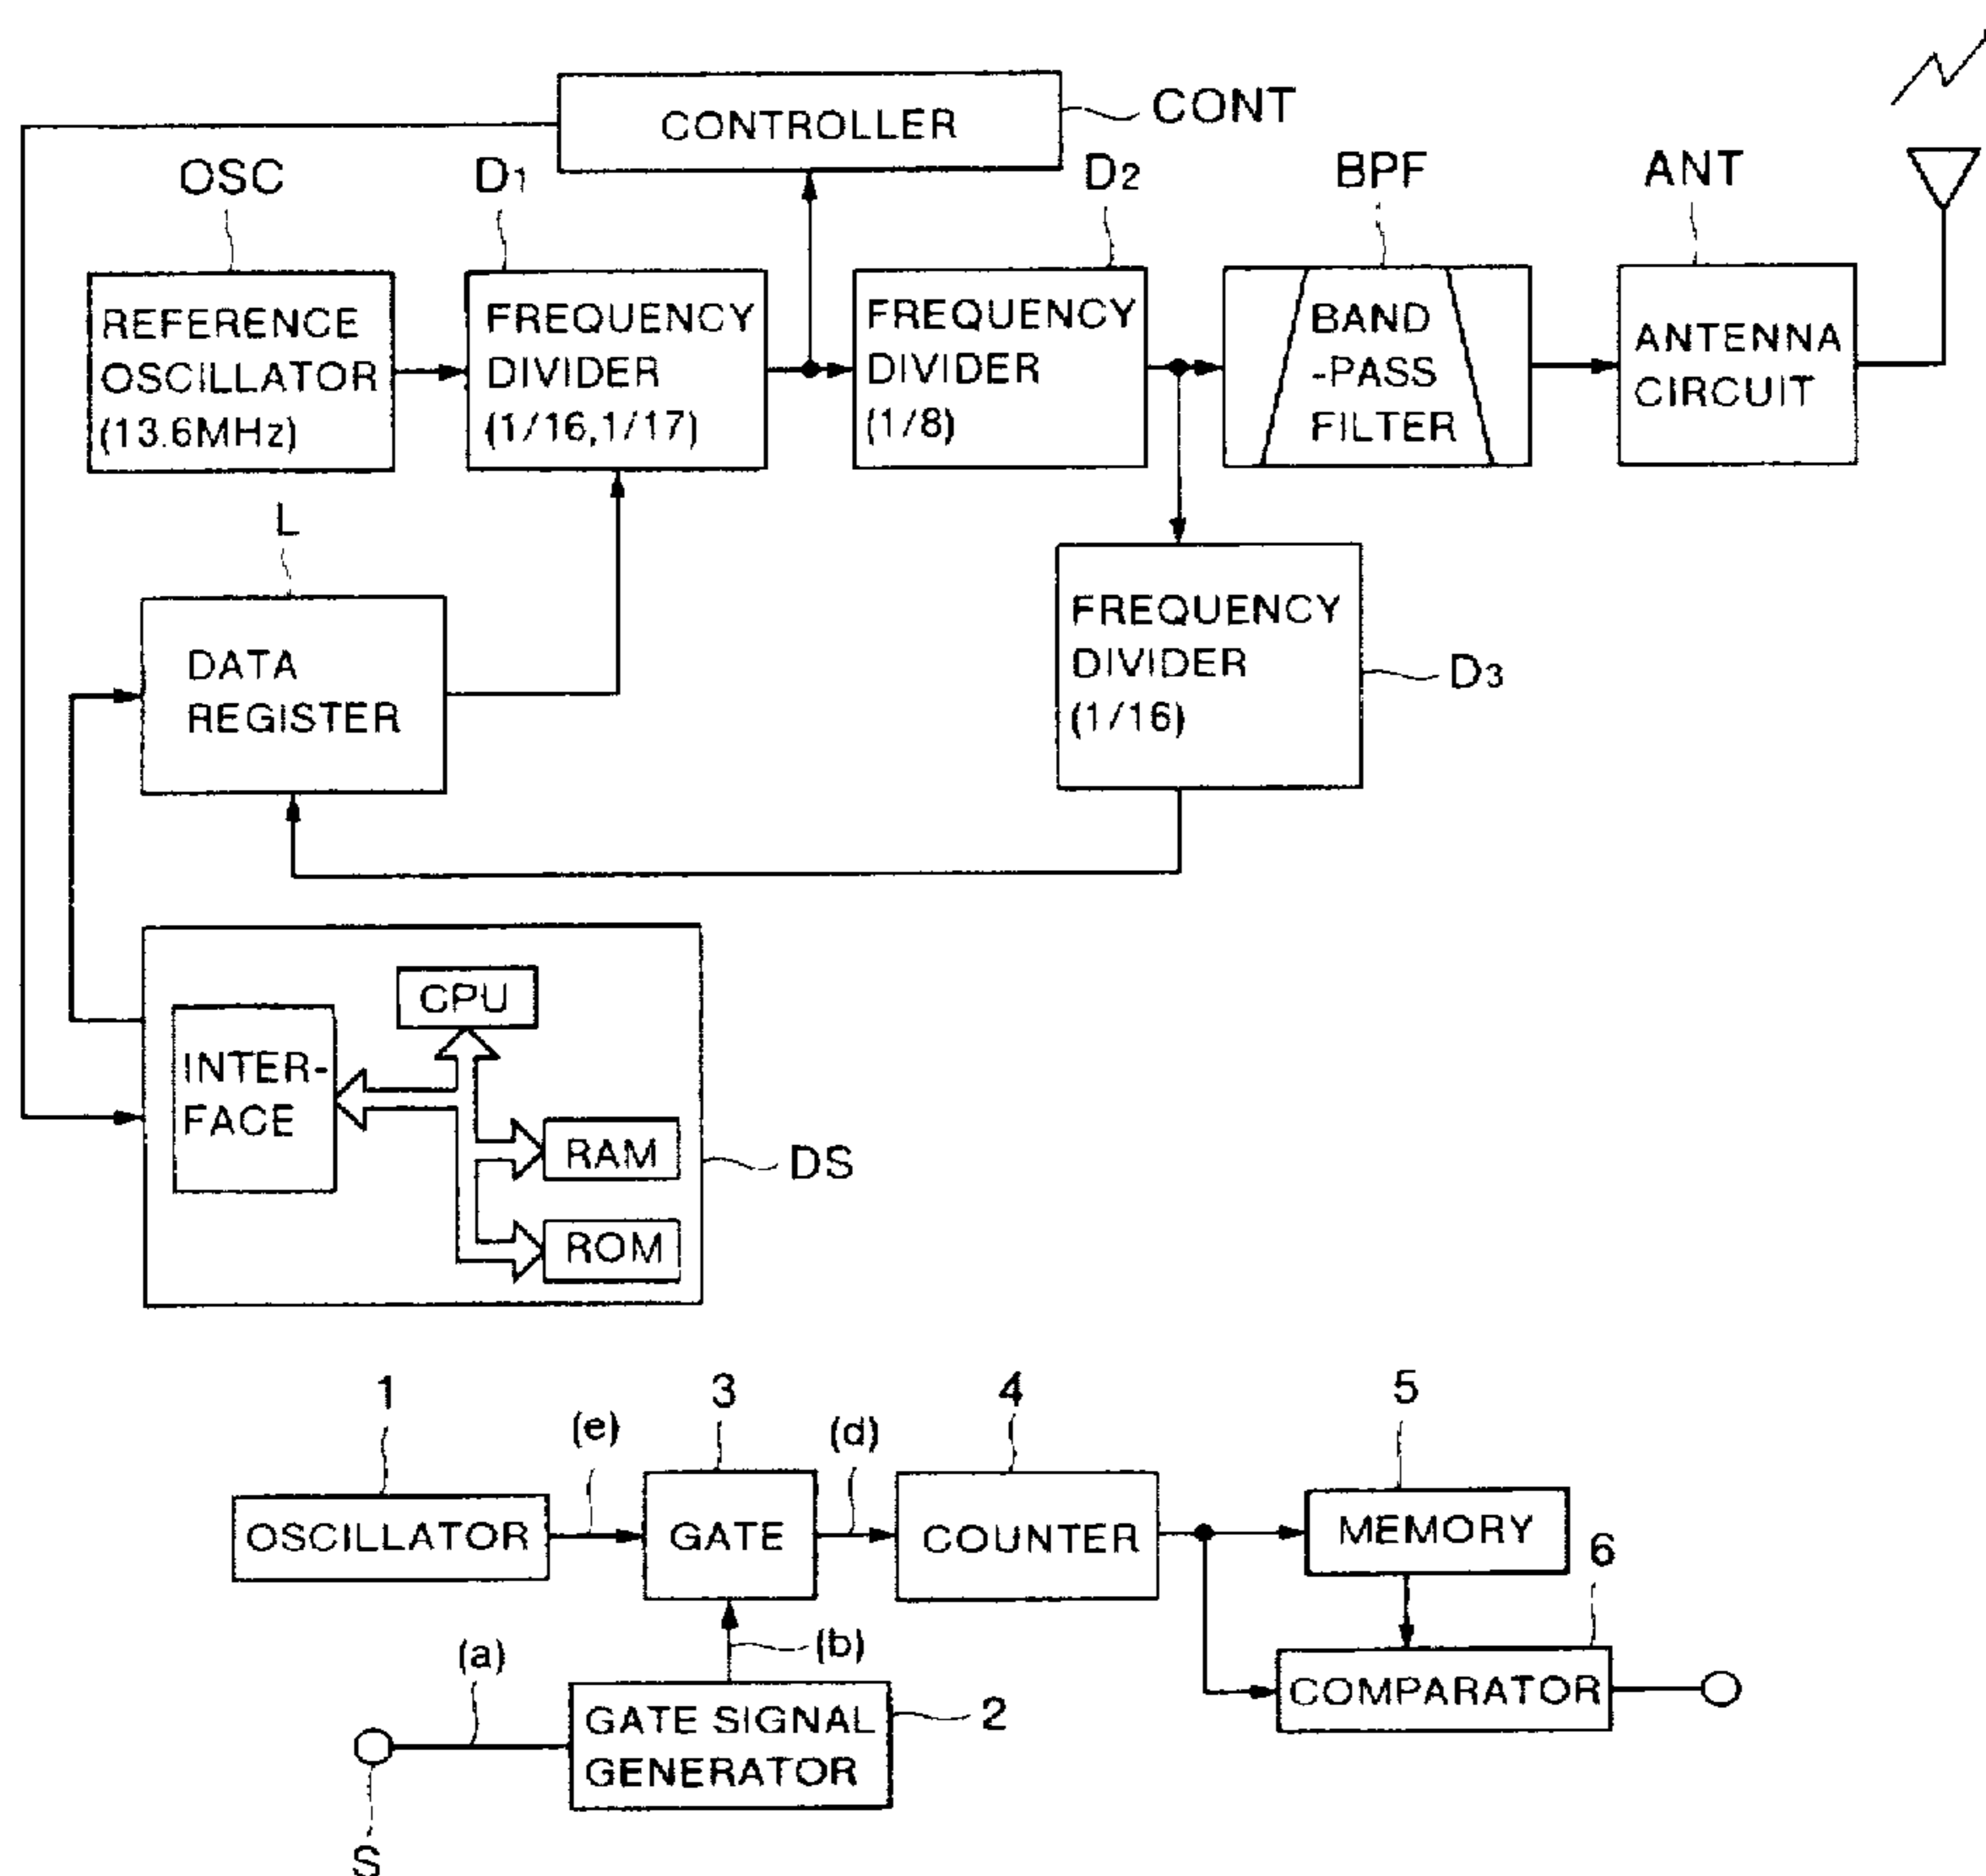 CONTROLLER
CONT
OSC
D1
D2
BPF
ANT
REFERENCE
OSCILLATOR
(13.6MHz)
FREQUENCY
DIVIDER
(1/16,1/17)
FREQUENCY
DIVIDER
(1/8)
BAND
-PASS
FILTER
ANTENNA
CIRCUIT
L
DATA
REGISTER
FREQUENCY
DIVIDER
(1/16)
D3
CPU
INTER-
FACE
RAM
ROM
DS
1
(e)
3
(d)
4
5
OSCILLATOR
GATE
COUNTER
MEMORY
6
(a)
(b)
COMPARATOR
GATE SIGNAL
GENERATOR
2
S